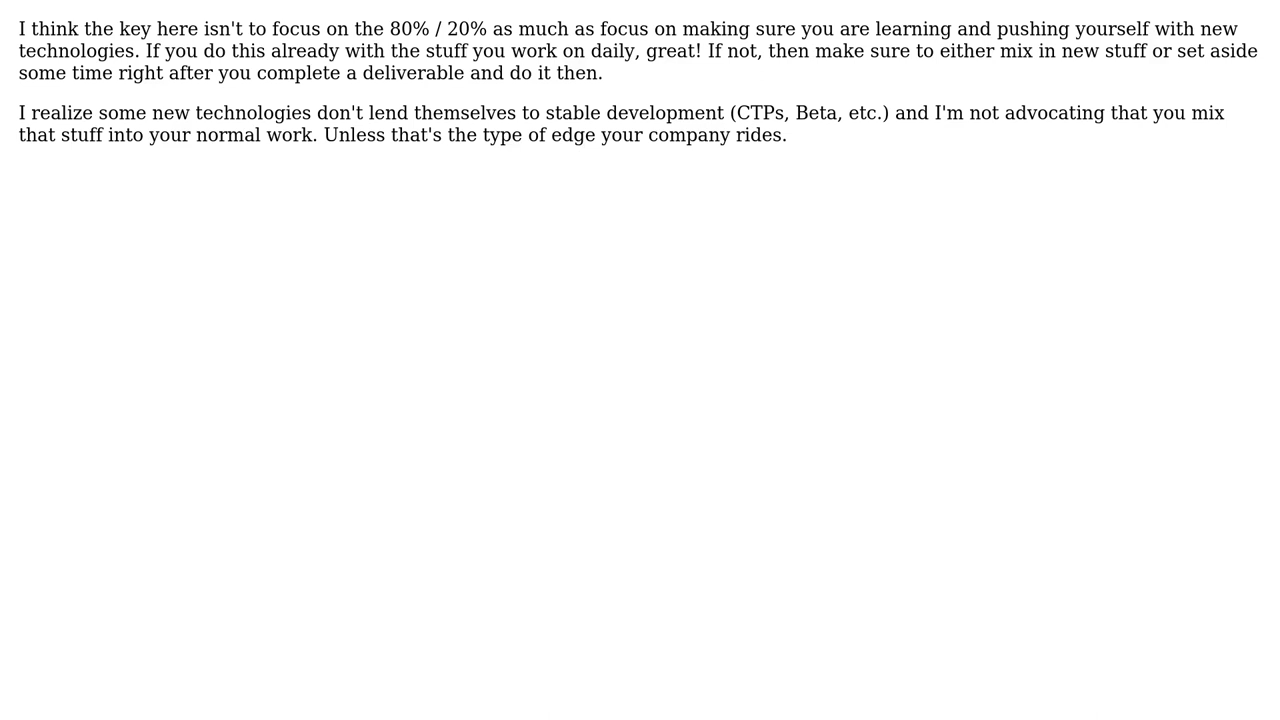 I think the key here isn't to focus on the 80% / 20% as much as focus on making sure you are learning and pushing yourself with new
technologies. If you do this already with the stuff you work on daily, great! If not, then make sure to either mix in new stuff or set aside
some time right after you complete a deliverable and do it then.
I realize some new technologies don't lend themselves to stable development (CTPs, Beta, etc.) and I'm not advocating that you mix
that stuff into your normal work. Unless that's the type of edge your company rides.